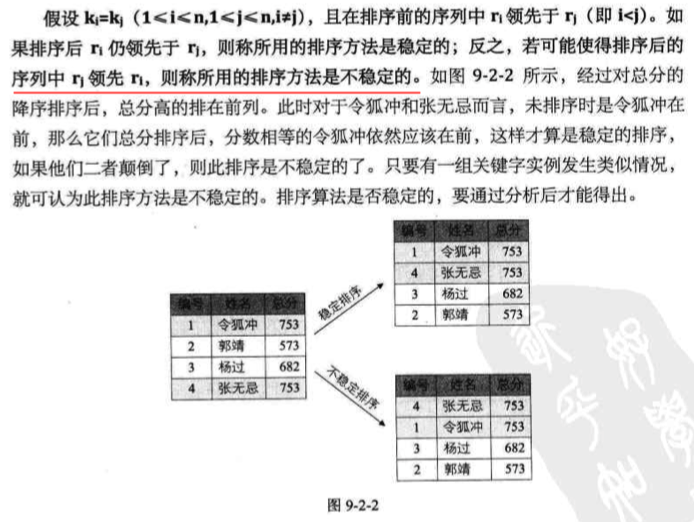 假设 kᵢ=kⱼ（1≤i≤n,1≤j≤n,i≠j），且在排序前的序列中 rᵢ 领先于 rⱼ（即 i<j）。如
果排序后 rᵢ 仍领先于 rⱼ，则称所用的排序方法是稳定的；反之，若可能使得排序后的
序列中 rⱼ 领先 rᵢ，则称所用的排序方法是不稳定的。如图 9-2-2 所示，经过对总分的
降序排序后，总分高的排在前列。此时对于令狐冲和张无忌而言，未排序时是令狐冲在
前，那么它们总分排序后，分数相等的令狐冲依然应该在前，这样才算是稳定的排序，
如果他们二者颠倒了，则此排序是不稳定的了。只要有一组关键字实例发生类似情况，
就可认为此排序方法是不稳定的。排序算法是否稳定的，要通过分析后才能得出。
编号 姓名 总分
1 令狐冲 753
4 张无忌 753
3 杨过 682
2 郭靖 573
稳定排序
编号 姓名 总分
1 令狐冲 753
2 郭靖 573
3 杨过 682
4 张无忌 753
不稳定排序
编号 姓名 总分
4 张无忌 753
1 令狐冲 753
3 杨过 682
2 郭靖 573
图 9-2-2